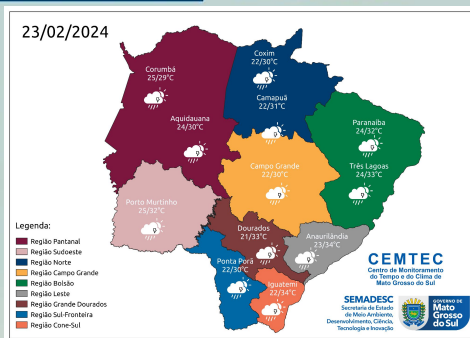 23/02/2024
Coxim
22/30°C
Corumbá
25/29°C
Camapuã
22/31°C
Aquidauana
24/30°C
Paranaíba
24/32°C
Campo Grande
22/30°C
Três Lagoas
24/33°C
Porto Murtinho
25/32°C
Dourados
21/33°C
Anaurilândia
23/34°C
Ponta Porã
22/30°C
Iguatemi
22/34°C
Legenda:
Região Pantanal
Região Sudoeste
Região Norte
Região Campo Grande
Região Bolsão
Região Leste
Região Grande Dourados
Região Sul-Fronteira
Região Cone-Sul
CEMTEC
Centro de Monitoramento
do Tempo e do Clima de
Mato Grosso do Sul
SEMADESC
Secretaria de Estado
de Meio Ambiente,
Desenvolvimento, Ciência,
Tecnologia e Inovação
GOVERNO DE
Mato
Grosso
do Sul